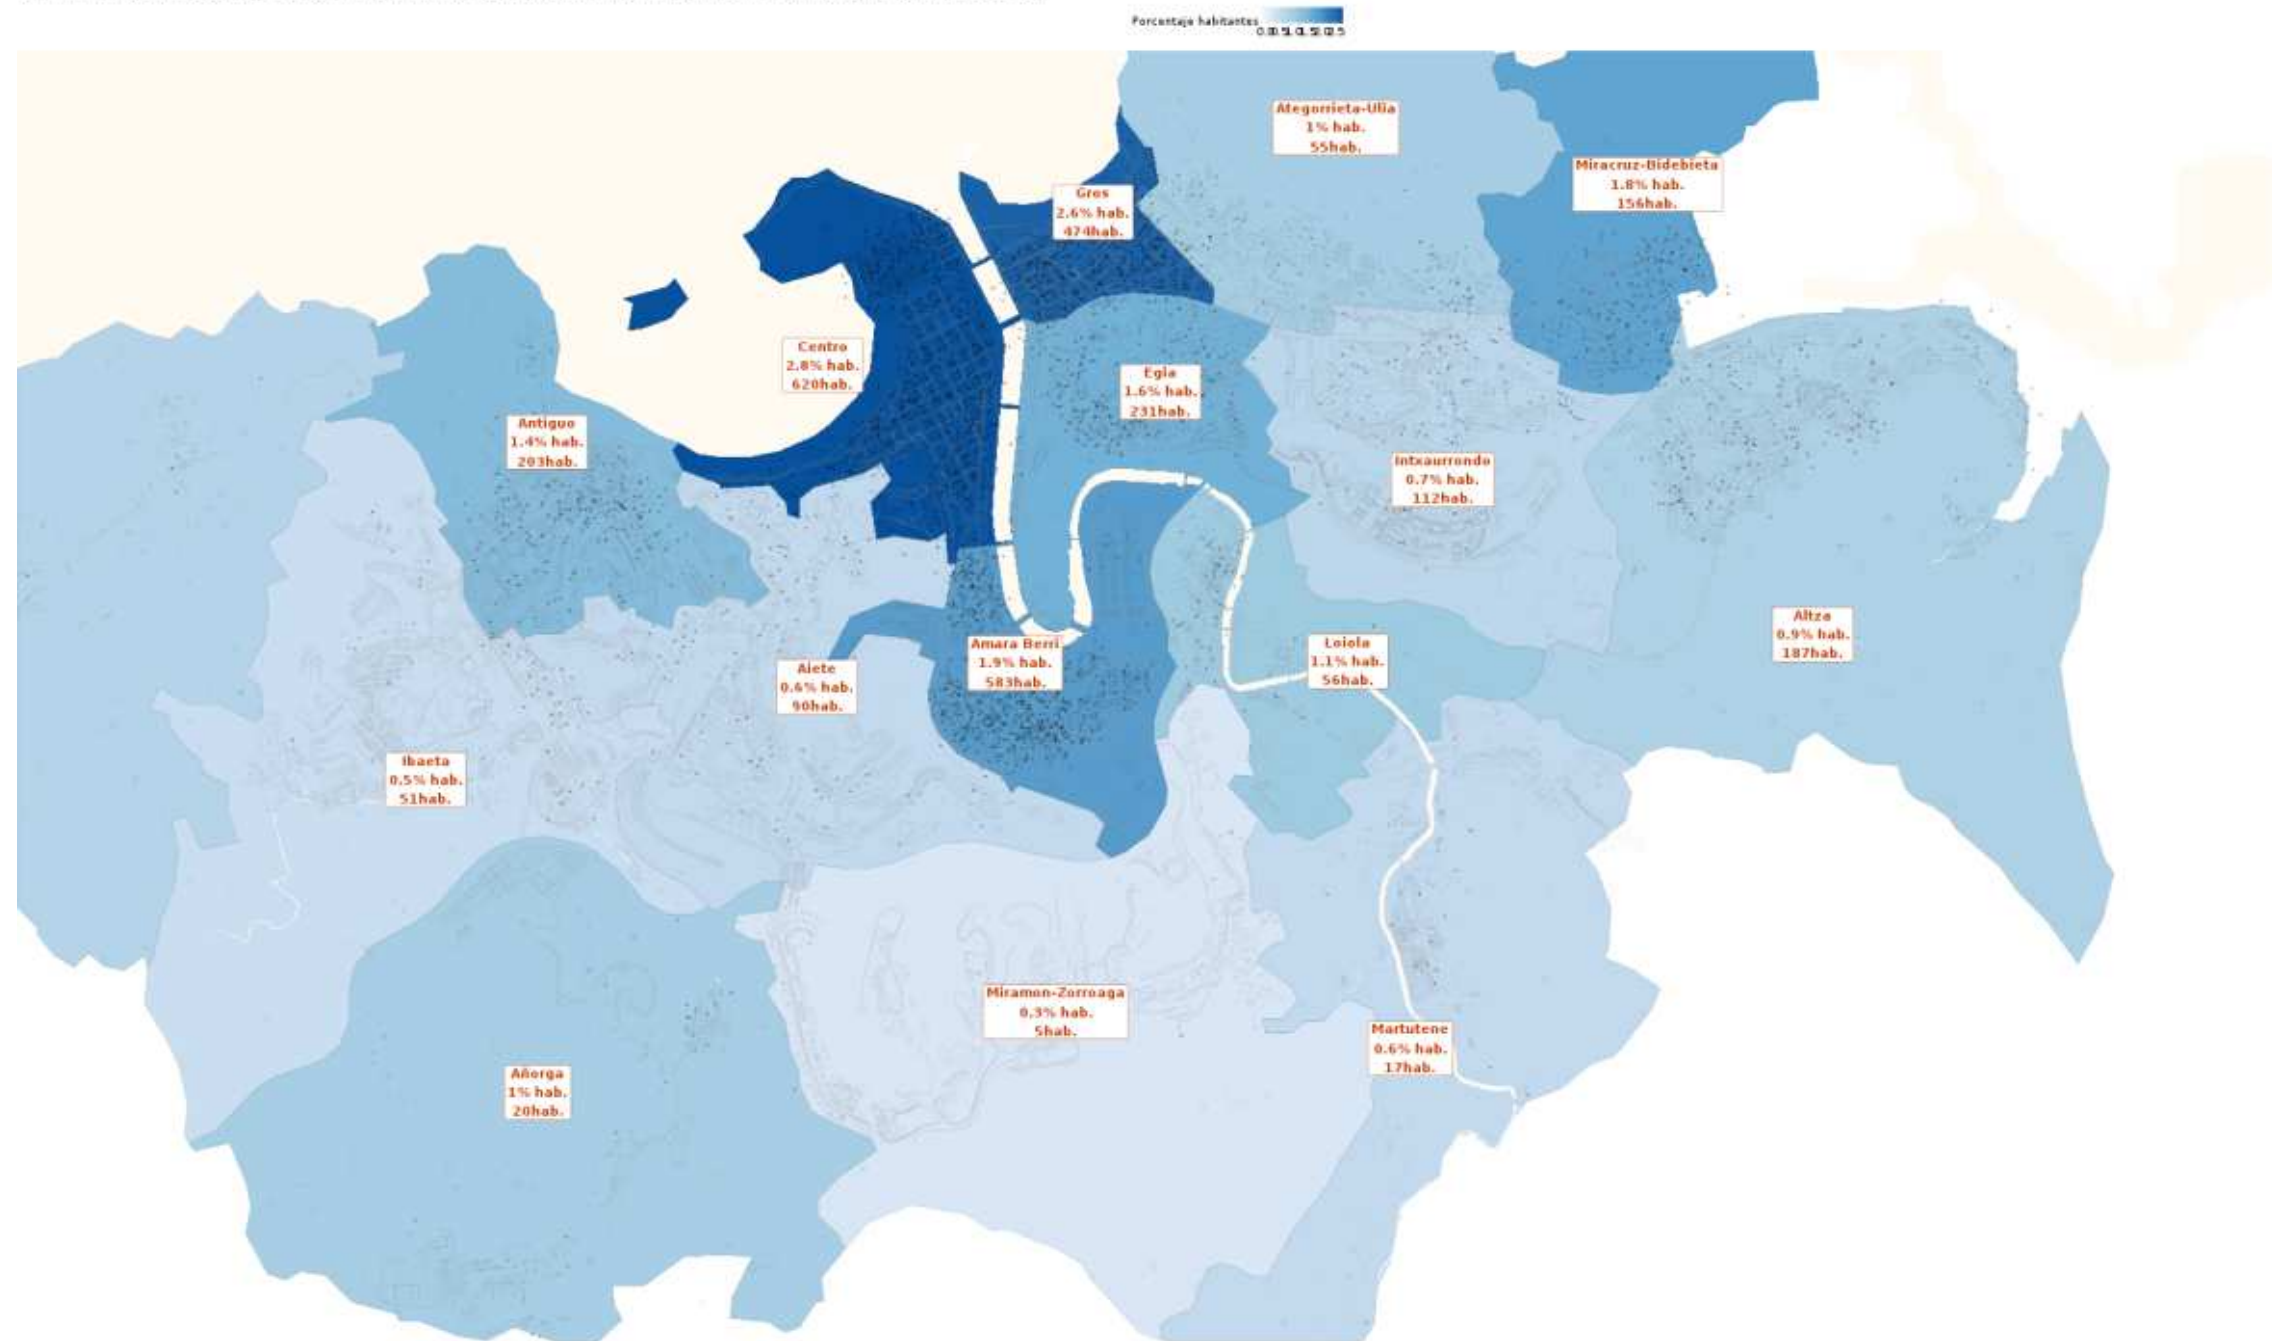 Porcentaje habitantes
Ategorrieta-Ulia
1% hab.
55hab.
Miracruz-Bidebieta
1.8% hab.
156hab.
Gros
2.6% hab.
474hab.
Centro
2.8% hab.
620hab.
Egia
1.6% hab.
231hab.
Antiguo
1.4% hab.
203hab.
Intxaurrondo
0.7% hab.
112hab.
Altza
0.9% hab.
187hab.
Amara Berri
1.9% hab.
583hab.
Loiola
1.1% hab.
56hab.
Aiete
0.6% hab.
90hab.
Ibaeta
0.5% hab.
51hab.
Miramon-Zorroaga
0.3% hab.
5hab.
Martutene
0.6% hab.
17hab.
Añorga
1% hab.
20hab.